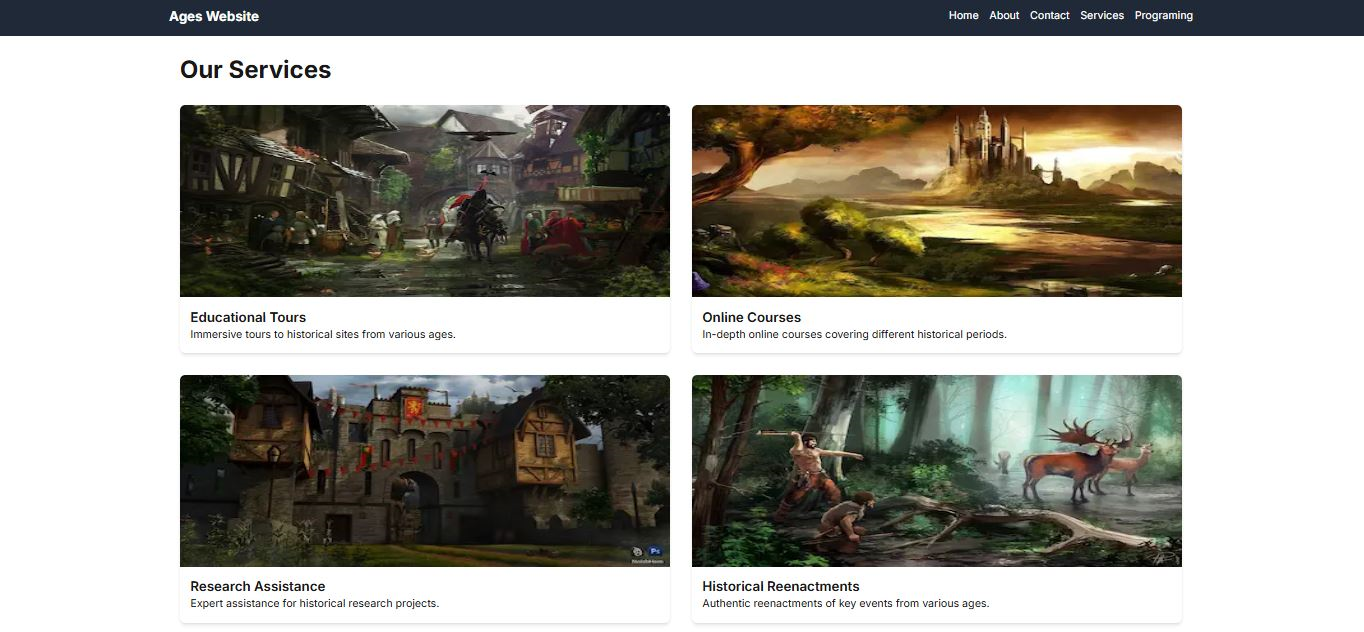 Ages Website
Home About Contact Services Programing
Our Services
Educational Tours
Immersive tours to historical sites from various ages.
Online Courses
In-depth online courses covering different historical periods.
Ps
Research Assistance
Expert assistance for historical research projects.
Historical Reenactments
Authentic reenactments of key events from various ages.